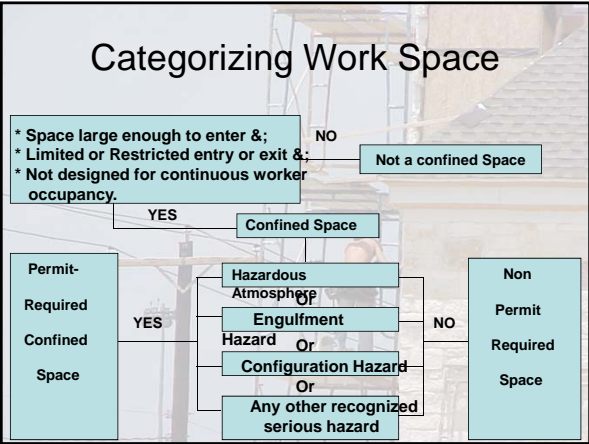 Categorizing Work Space
* Space large enough to enter &;
* Limited or Restricted entry or exit &;
* Not designed for continuous worker
occupancy.
NO
Not a confined Space
YES
Confined Space
Permit-
Required
Confined
Space
YES
Hazardous
Atmosphere
Or
Engulfment
Hazard
Or
Configuration Hazard
Or
Any other recognized
serious hazard
NO
Non
Permit
Required
Space